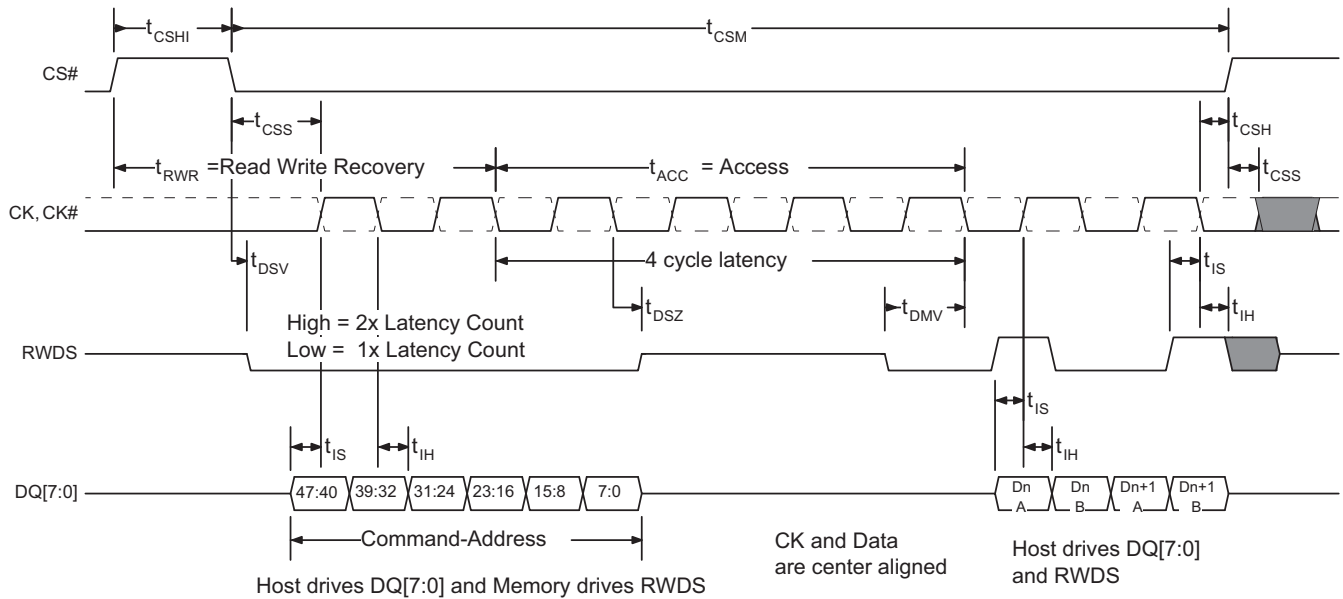 tCSHI
tCSM
CS#
tCSS
tCSH
tRWR =Read Write Recovery
tACC = Access
tCSS
CK, CK#
tDSV
4 cycle latency
tIS
tDSZ
tDMV
tIH
High = 2x Latency Count
Low = 1x Latency Count
RWDS
tIS
tIS
tIH
tIH
DQ[7:0]
47:40 39:32 31:24 23:16 15:8 7:0
Dn A
Dn B
Dn+1 A
Dn+1 B
Command-Address
CK and Data
are center aligned
Host drives DQ[7:0]
and RWDS
Host drives DQ[7:0] and Memory drives RWDS